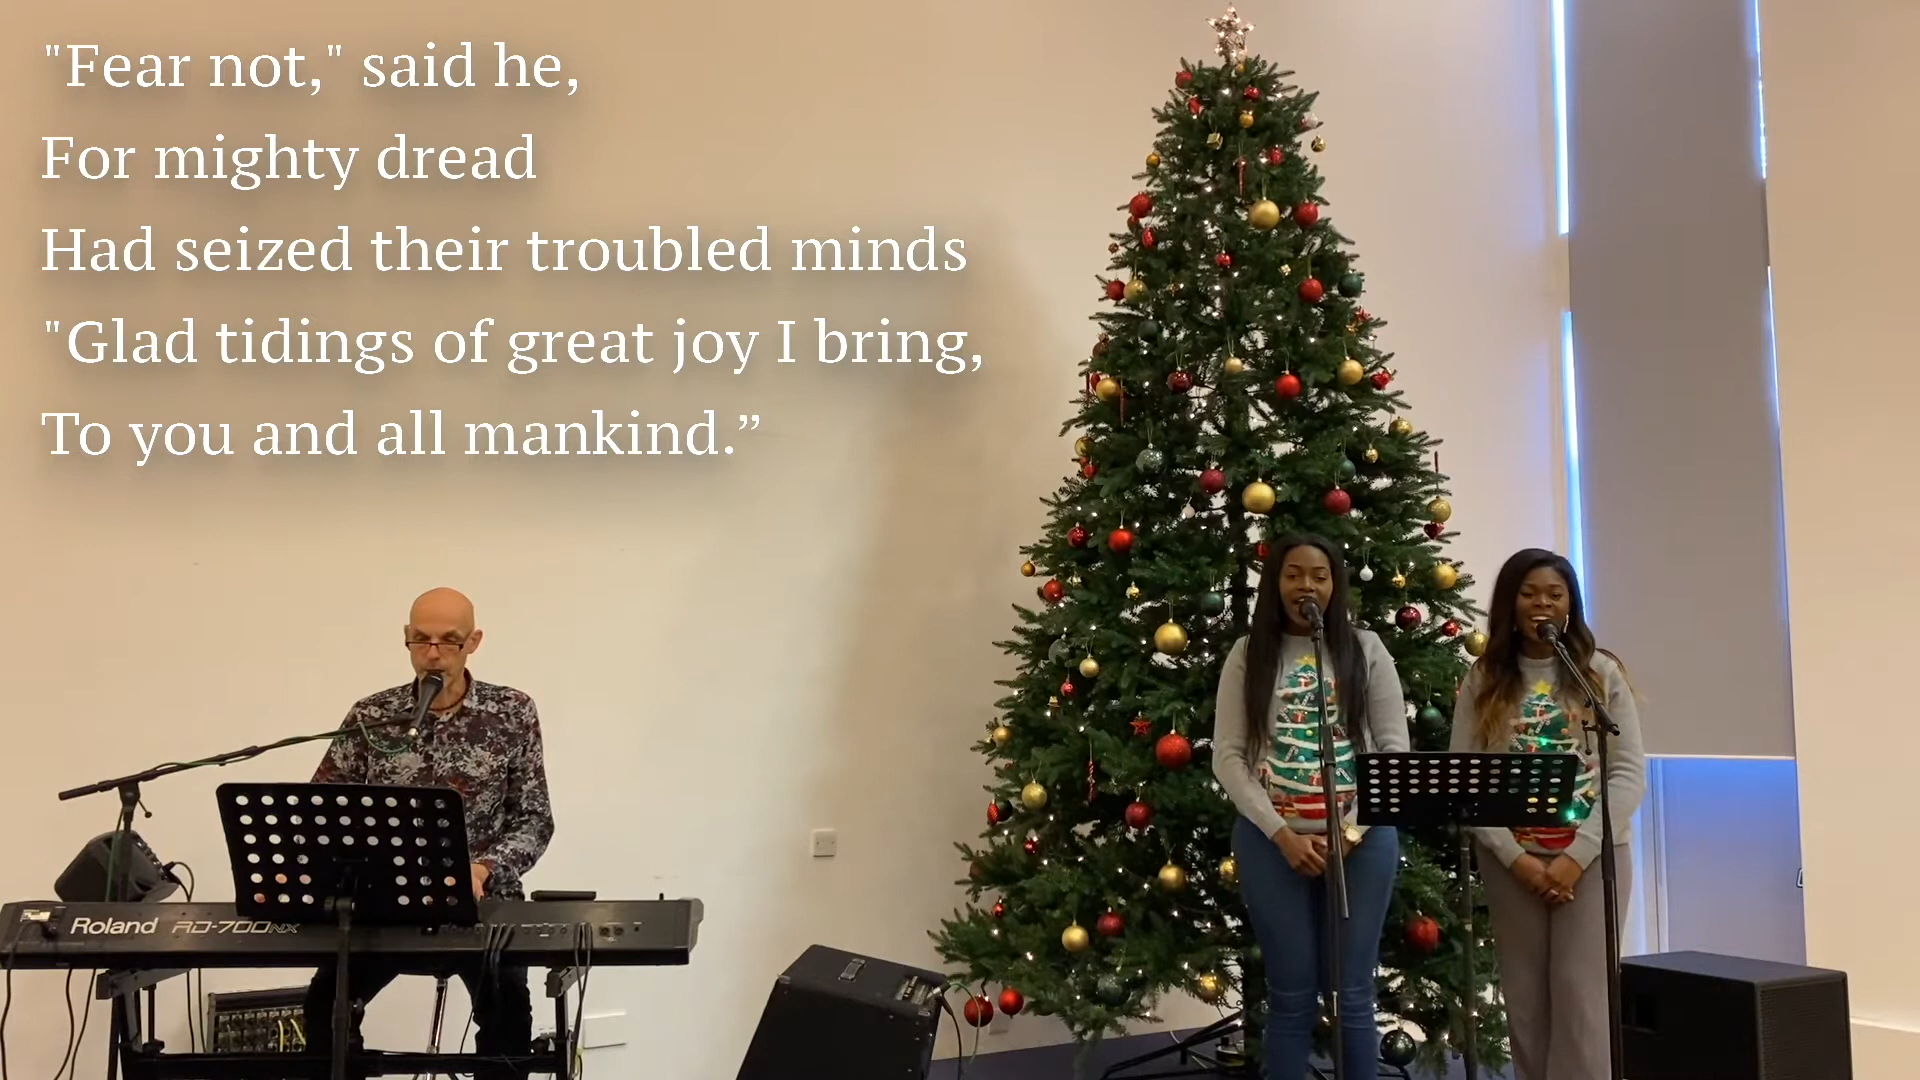 "Fear not," said he,
For mighty dread
Had seized their troubled minds
"Glad tidings of great joy I bring,
To you and all mankind.”
Roland RD-700NX